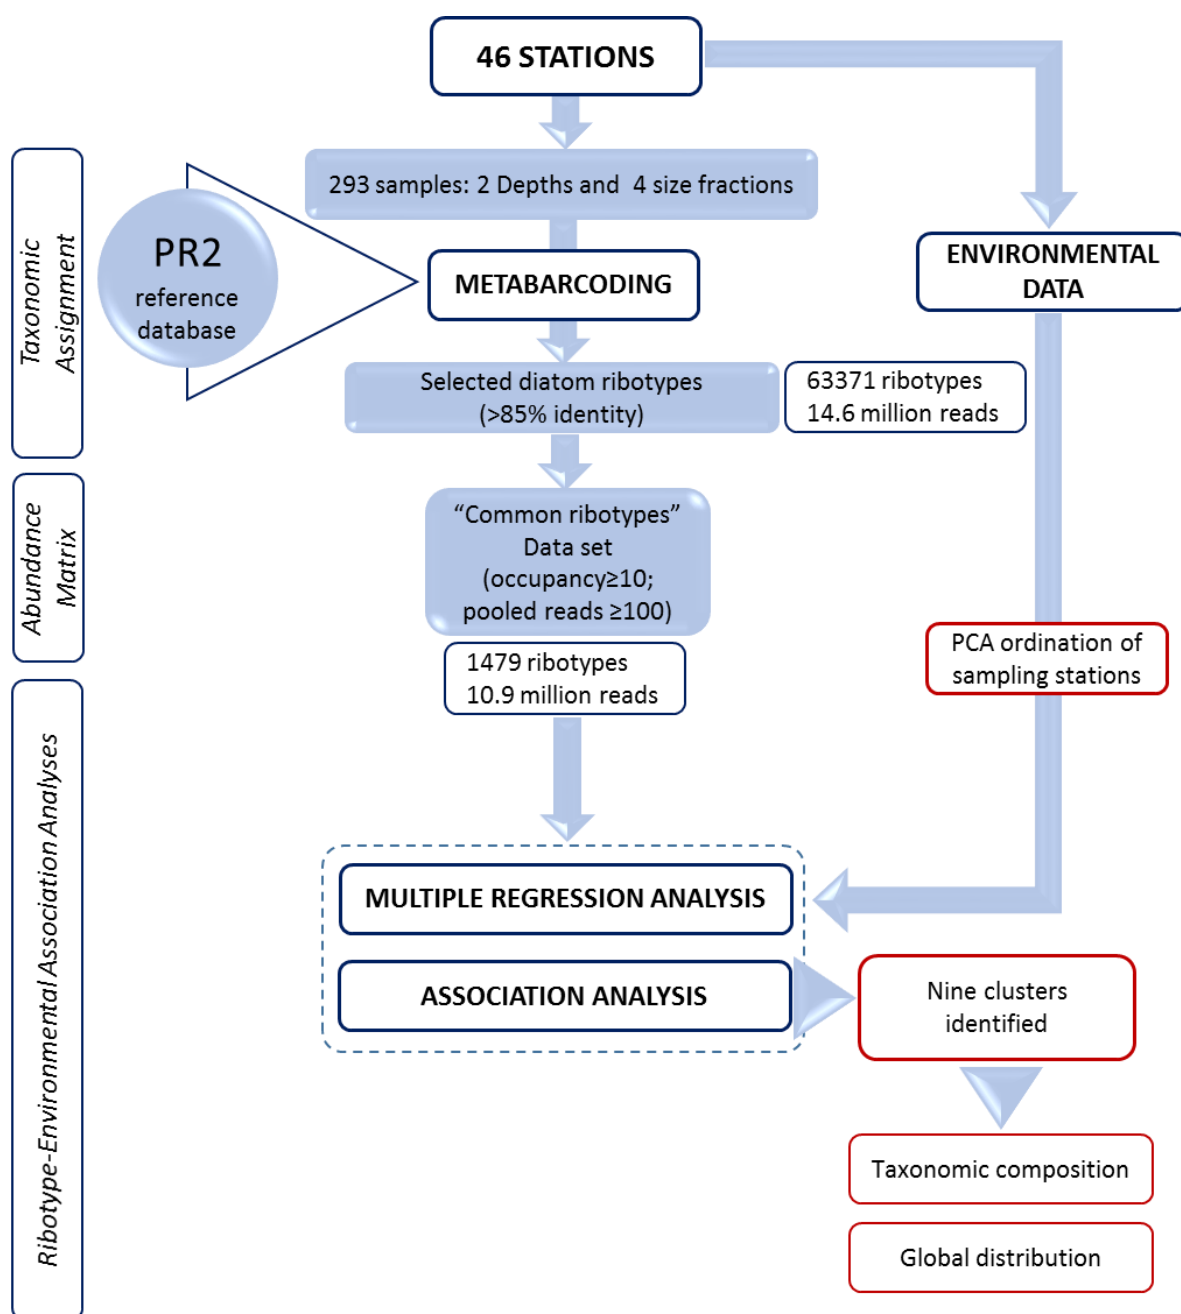 46 STATIONS
293 samples: 2 Depths and 4 size fractions
Taxonomic
Assignment
PR2
reference
database
METABARCODING
ENVIRONMENTAL
DATA
Selected diatom ribotypes
(>85% identity)
63371 ribotypes
14.6 million reads
Abundance
Matrix
“Common ribotypes”
Data set
(occupancy≥10;
pooled reads ≥100)
1479 ribotypes
10.9 million reads
PCA ordination of
sampling stations
Ribotype-Environmental Association Analyses
MULTIPLE REGRESSION ANALYSIS
ASSOCIATION ANALYSIS
Nine clusters
identified
Taxonomic composition
Global distribution